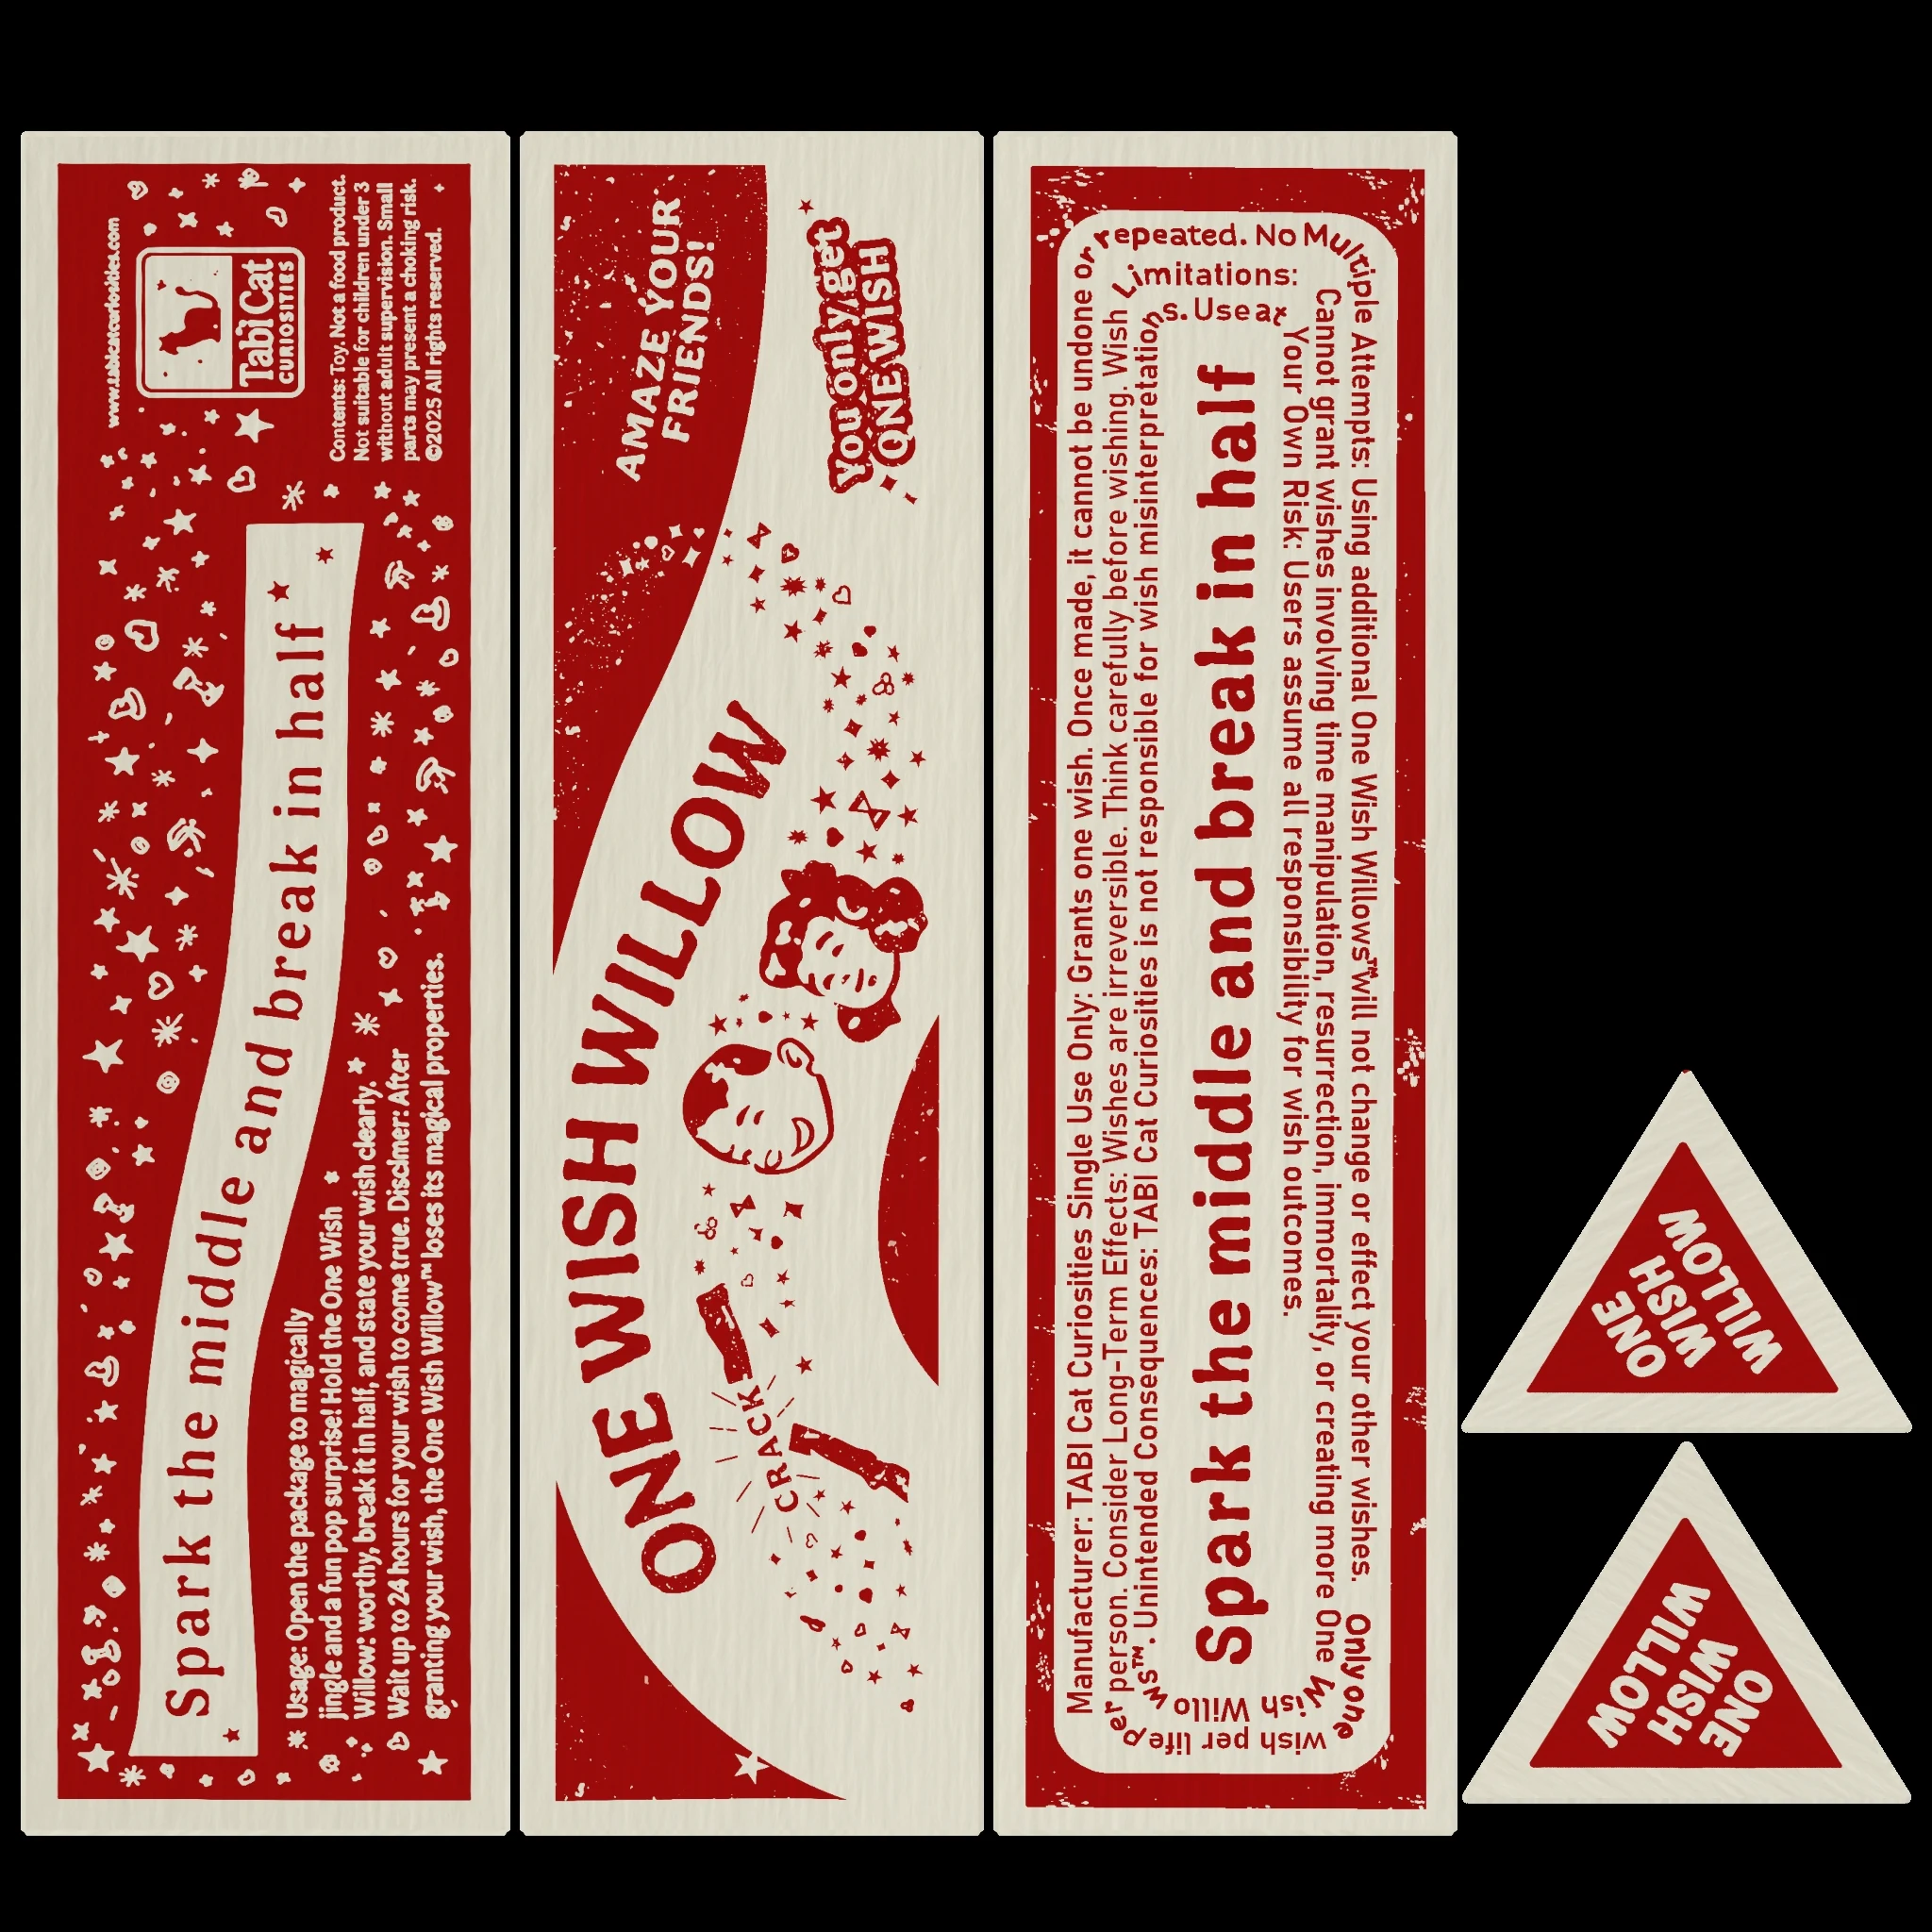 Spark the middle and break in half
Usage: Open the package to magically
jingle and a fun pop surprise! Hold the One Wish
Willow: worthy, break it in half, and state your wish clearly.
Wait up to 24 hours for your wish to come true. Disclmer: After
granting your wish, the One Wish Willow™ loses its magical properties.
Tabi Cat
CURIOSITIES
Contents: Toy. Not a food product.
Not suitable for children under 3
without adult supervision. Small
parts may present a choking risk.
©2025 All rights reserved.
ONE WISH WILLOW
CRACK
AMAZE YOUR
FRIENDS!
You only get
ONE WISH
Manufacturer: TABI Cat Curiosities Single Use Only: Grants one wish. Once made, it cannot be undone or
repeated. No Multiple
Attempts: Using additional One Wish Willows™ will not change or effect your other wishes.
Only one
wish per life
per person. Consider Long-Term Effects: Wishes are irreversible. Think carefully before wishing. Wish
Limitations:
Cannot grant wishes involving time manipulation, resurrection, immortality, or creating more One
Wish Willows™. Unintended Consequences: TABI Cat Curiosities is not responsible for wish misinterpretations. Use at
Your Own Risk: Users assume all responsibility for wish outcomes.
Spark the middle and break in half
ONE
WISH
WILLOW
ONE
WISH
WILLOW